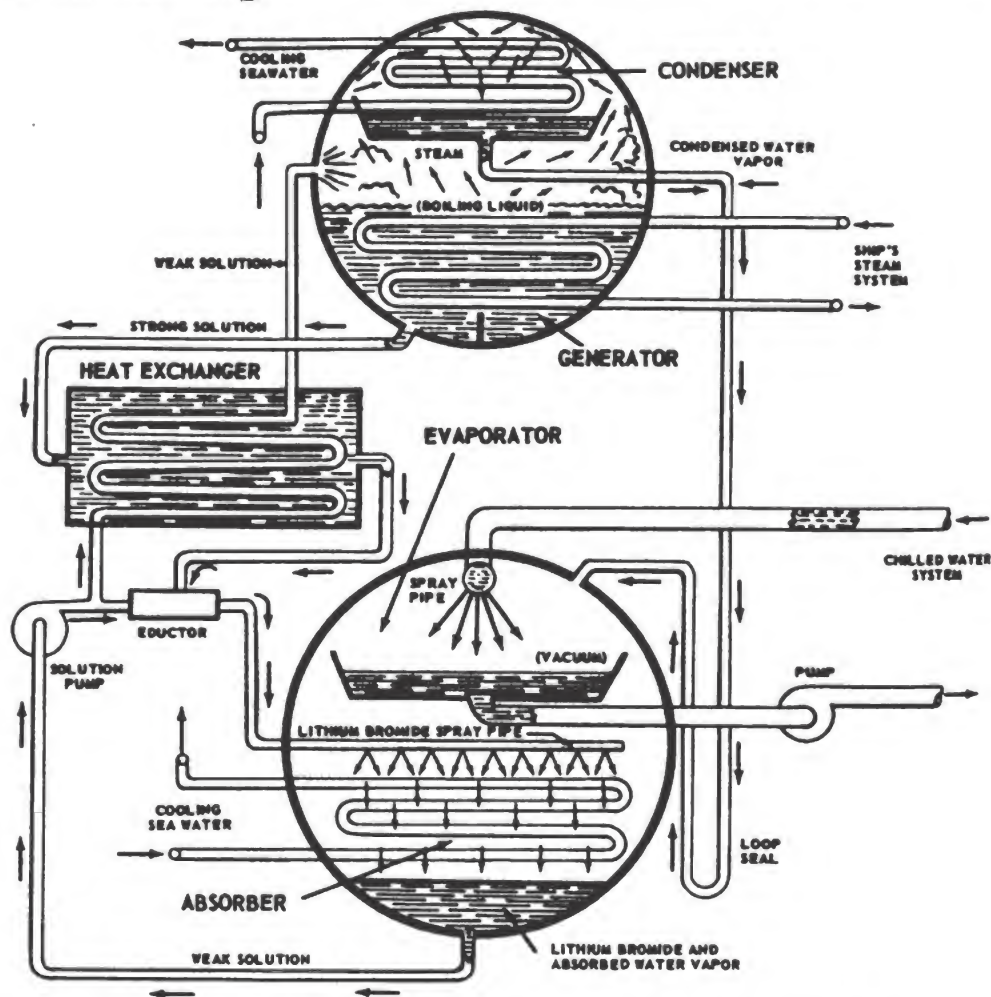 COOLING
SEAWATER
CONDENSER
STEAM
CONDENSED WATER
VAPOR
(BOILING LIQUID)
WEAK SOLUTION
SHIP'S
STEAM
SYSTEM
STRONG SOLUTION
GENERATOR
HEAT EXCHANGER
EVAPORATOR
CHILLED WATER
SYSTEM
SPRAY
PIPE
EDUCTOR
(VACUUM)
SOLUTION
PUMP
PUMP
LITHIUM BROMIDE SPRAY PIPE
COOLING
SEA WATER
LOOP
SEAL
ABSORBER
WEAK SOLUTION
LITHIUM BROMIDE AND
ABSORBED WATER VAPOR